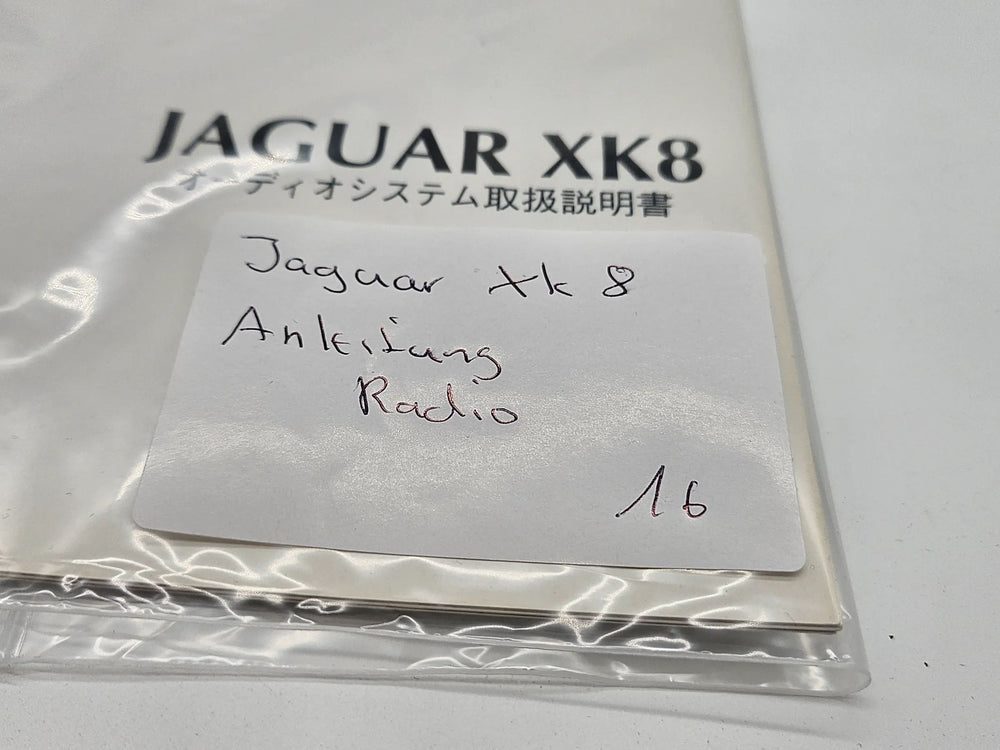 JAGUAR XK8
オーディオシステム取扱説明書
Jaguar Xk 8
Anleitung
Radio
16